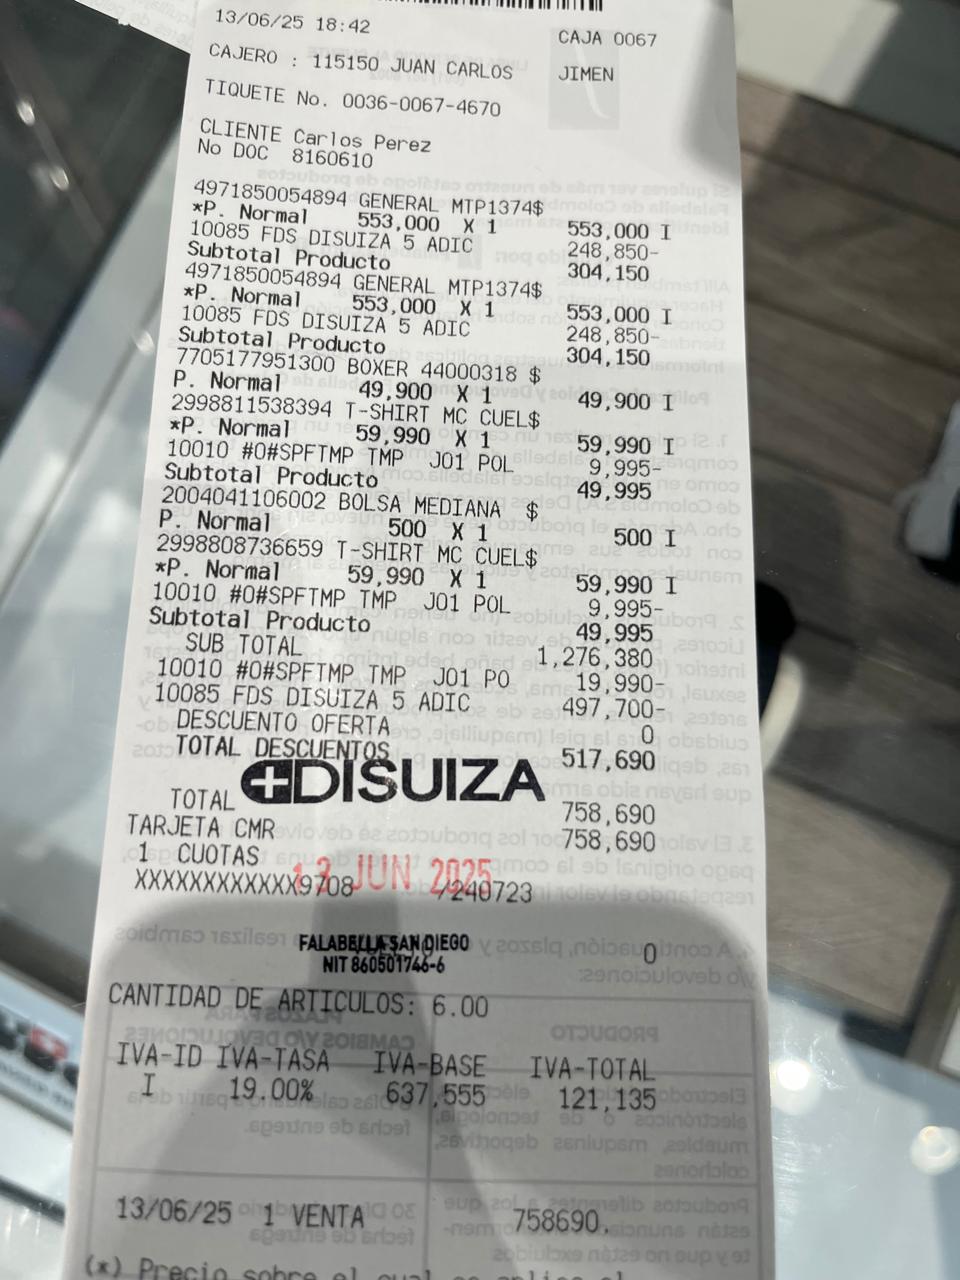 13/06/25 18:42 CAJA 0067
CAJERO : 115150 JUAN CARLOS JIMEN
TIQUETE No. 0036-0067-4670
CLIENTE Carlos Perez
No DOC 8160610
4971850054894 GENERAL MTP1374$
*P. Normal 553,000 X 1 553,000 I
10085 FDS DISUIZA 5 ADIC 248,850-
Subtotal Producto 304,150
4971850054894 GENERAL MTP1374$
*P. Normal 553,000 X 1 553,000 I
10085 FDS DISUIZA 5 ADIC 248,850-
Subtotal Producto 304,150
7705177951300 BOXER 44000318 $
P. Normal 49,900 X 1 49,900 I
2998811538394 T-SHIRT MC CUEL$
*P. Normal 59,990 X 1 59,990 I
10010 #O#SPFTMP TMP J01 POL 9,995-
Subtotal Producto 49,995
2004041106002 BOLSA MEDIANA $
P. Normal 500 X 1 500 I
2998808736659 T-SHIRT MC CUEL$
*P. Normal 59,990 X 1 59,990 I
10010 #O#SPFTMP TMP J01 POL 9,995-
Subtotal Producto 49,995
SUB TOTAL 1,276,380
10010 #O#SPFTMP TMP J01 PO 19,990-
10085 FDS DISUIZA 5 ADIC 497,700-
DESCUENTO OFERTA 0
TOTAL DESCUENTOS 517,690
DISUIZA
TOTAL 758,690
TARJETA CMR 758,690
1 CUOTAS
13 JUN 2025
XXXXXXXXXXXX9708 /240723
FALABELLA SAN DIEGO 0
NIT 860501746-6
CANTIDAD DE ARTICULOS: 6.00
IVA-ID IVA-TASA IVA-BASE IVA-TOTAL
I 19.00% 637,555 121,135
13/06/25 1 VENTA 758690.
(*) Precio sobre el cual se aplica el